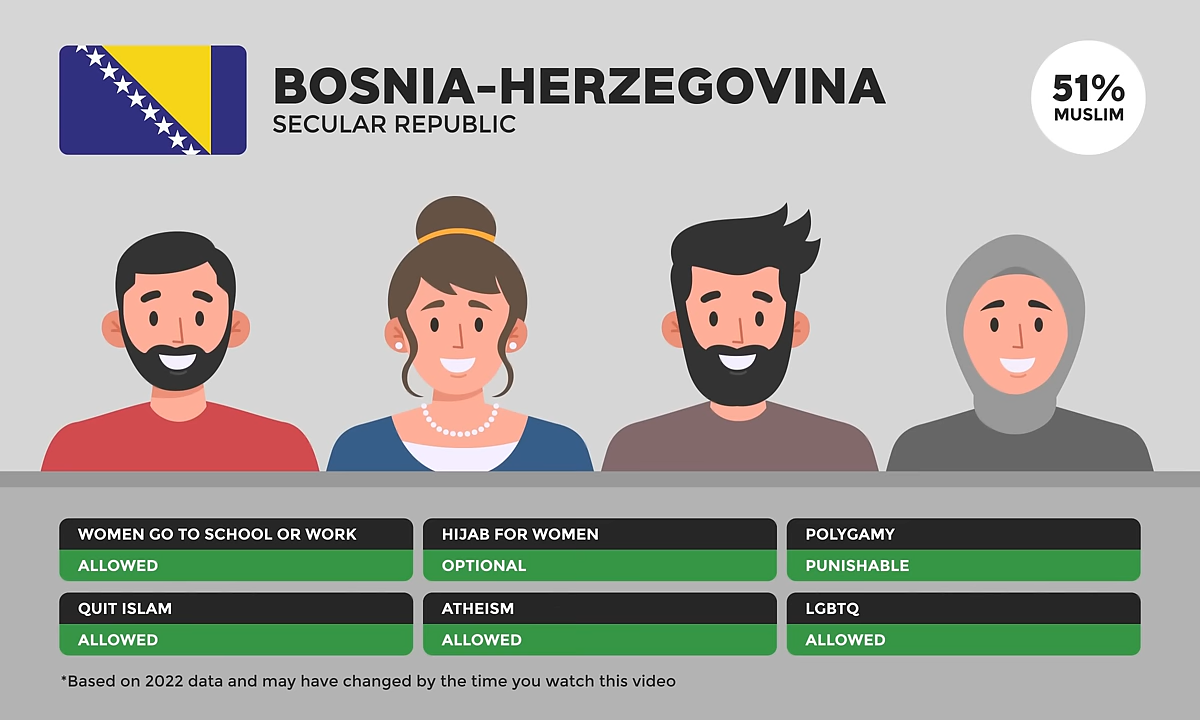 BOSNIA-HERZEGOVINA
SECULAR REPUBLIC
51%
MUSLIM
WOMEN GO TO SCHOOL OR WORK
ALLOWED
HIJAB FOR WOMEN
OPTIONAL
POLYGAMY
PUNISHABLE
QUIT ISLAM
ALLOWED
ATHEISM
ALLOWED
LGBTQ
ALLOWED
*Based on 2022 data and may have changed by the time you watch this video